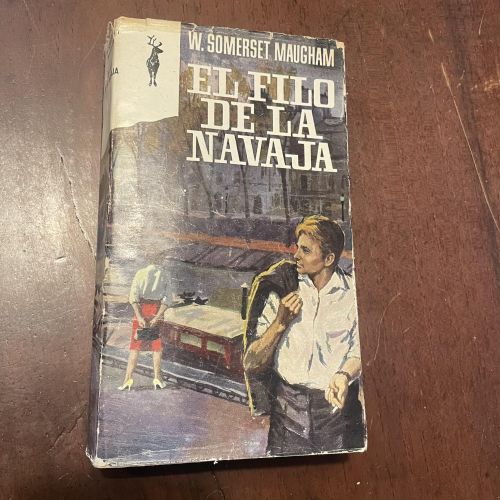 W. SOMERSET MAUGHAM
EL FILO
DE LA
NAVAJA